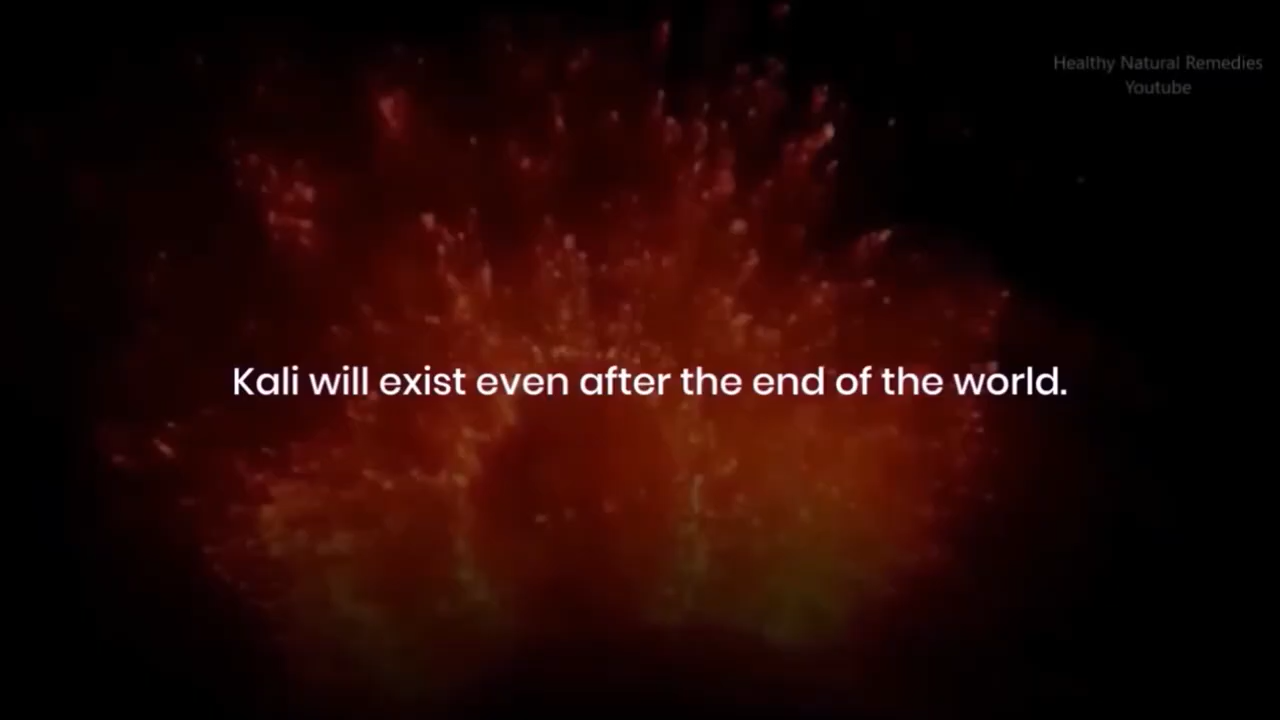 Healthy Natural Remedies
Youtube
Kali will exist even after the end of the world.